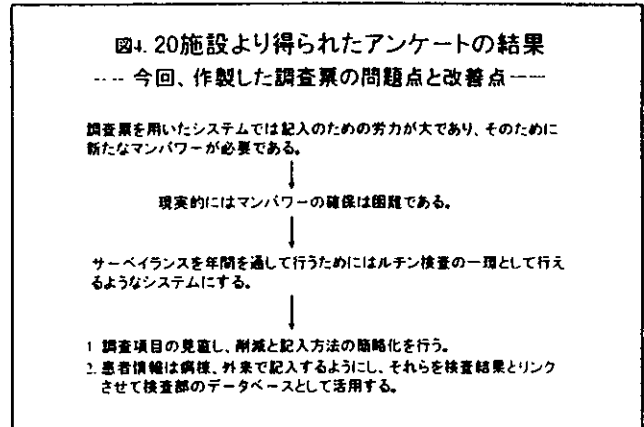 図4. 20施設より得られたアンケートの結果
---- 今回、作製した調査票の問題点と改善点----
調査票を用いたシステムでは記入のための労力が大であり、そのために
新たなマンパワーが必要である。
現実的にはマンパワーの確保は困難である。
サーベイランスを年間を通して行うためにはルチン検査の一環として行え
るようなシステムにする。
1 調査項目の見直し、削減と記入方法の簡略化を行う。
2. 患者情報は病棟、外来で記入するようにし、それらを検査結果とリンク
させて検査部のデータベースとして活用する。